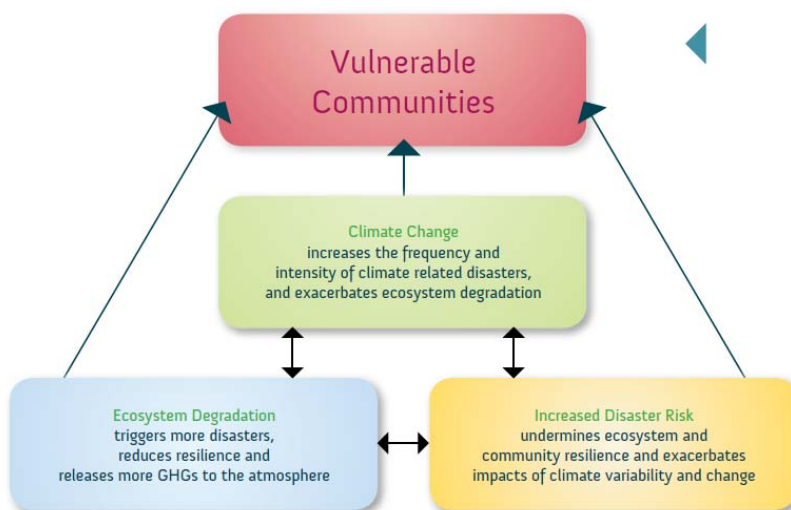 Vulnerable
Communities
Climate Change
increases the frequency and
intensity of climate related disasters,
and exacerbates ecosystem degradation
Ecosystem Degradation
triggers more disasters,
reduces resilience and
releases more GHGs to the atmosphere
Increased Disaster Risk
undermines ecosystem and
community resilience and exacerbates
impacts of climate variability and change